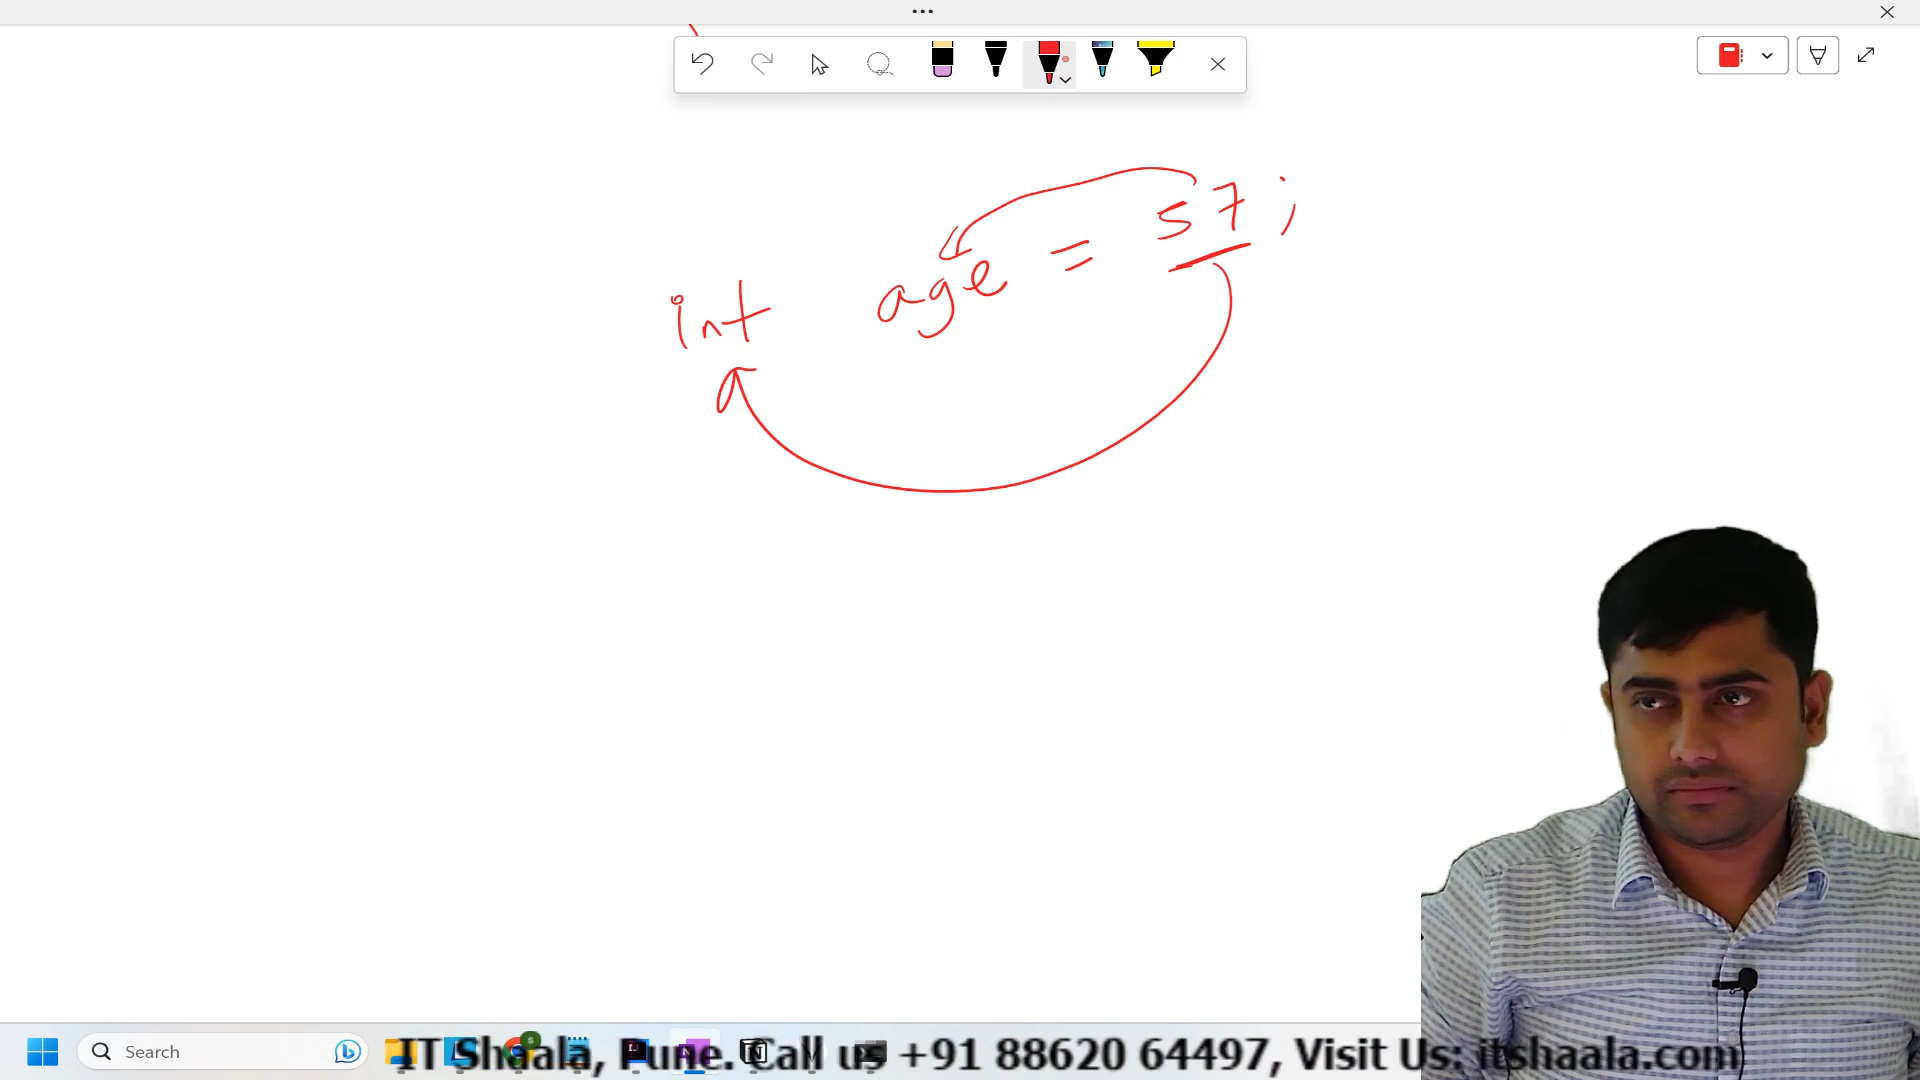 int age = 57;
Search
IT Shaala, Pune. Call us +91 88620 64497, Visit Us: itshaala.com